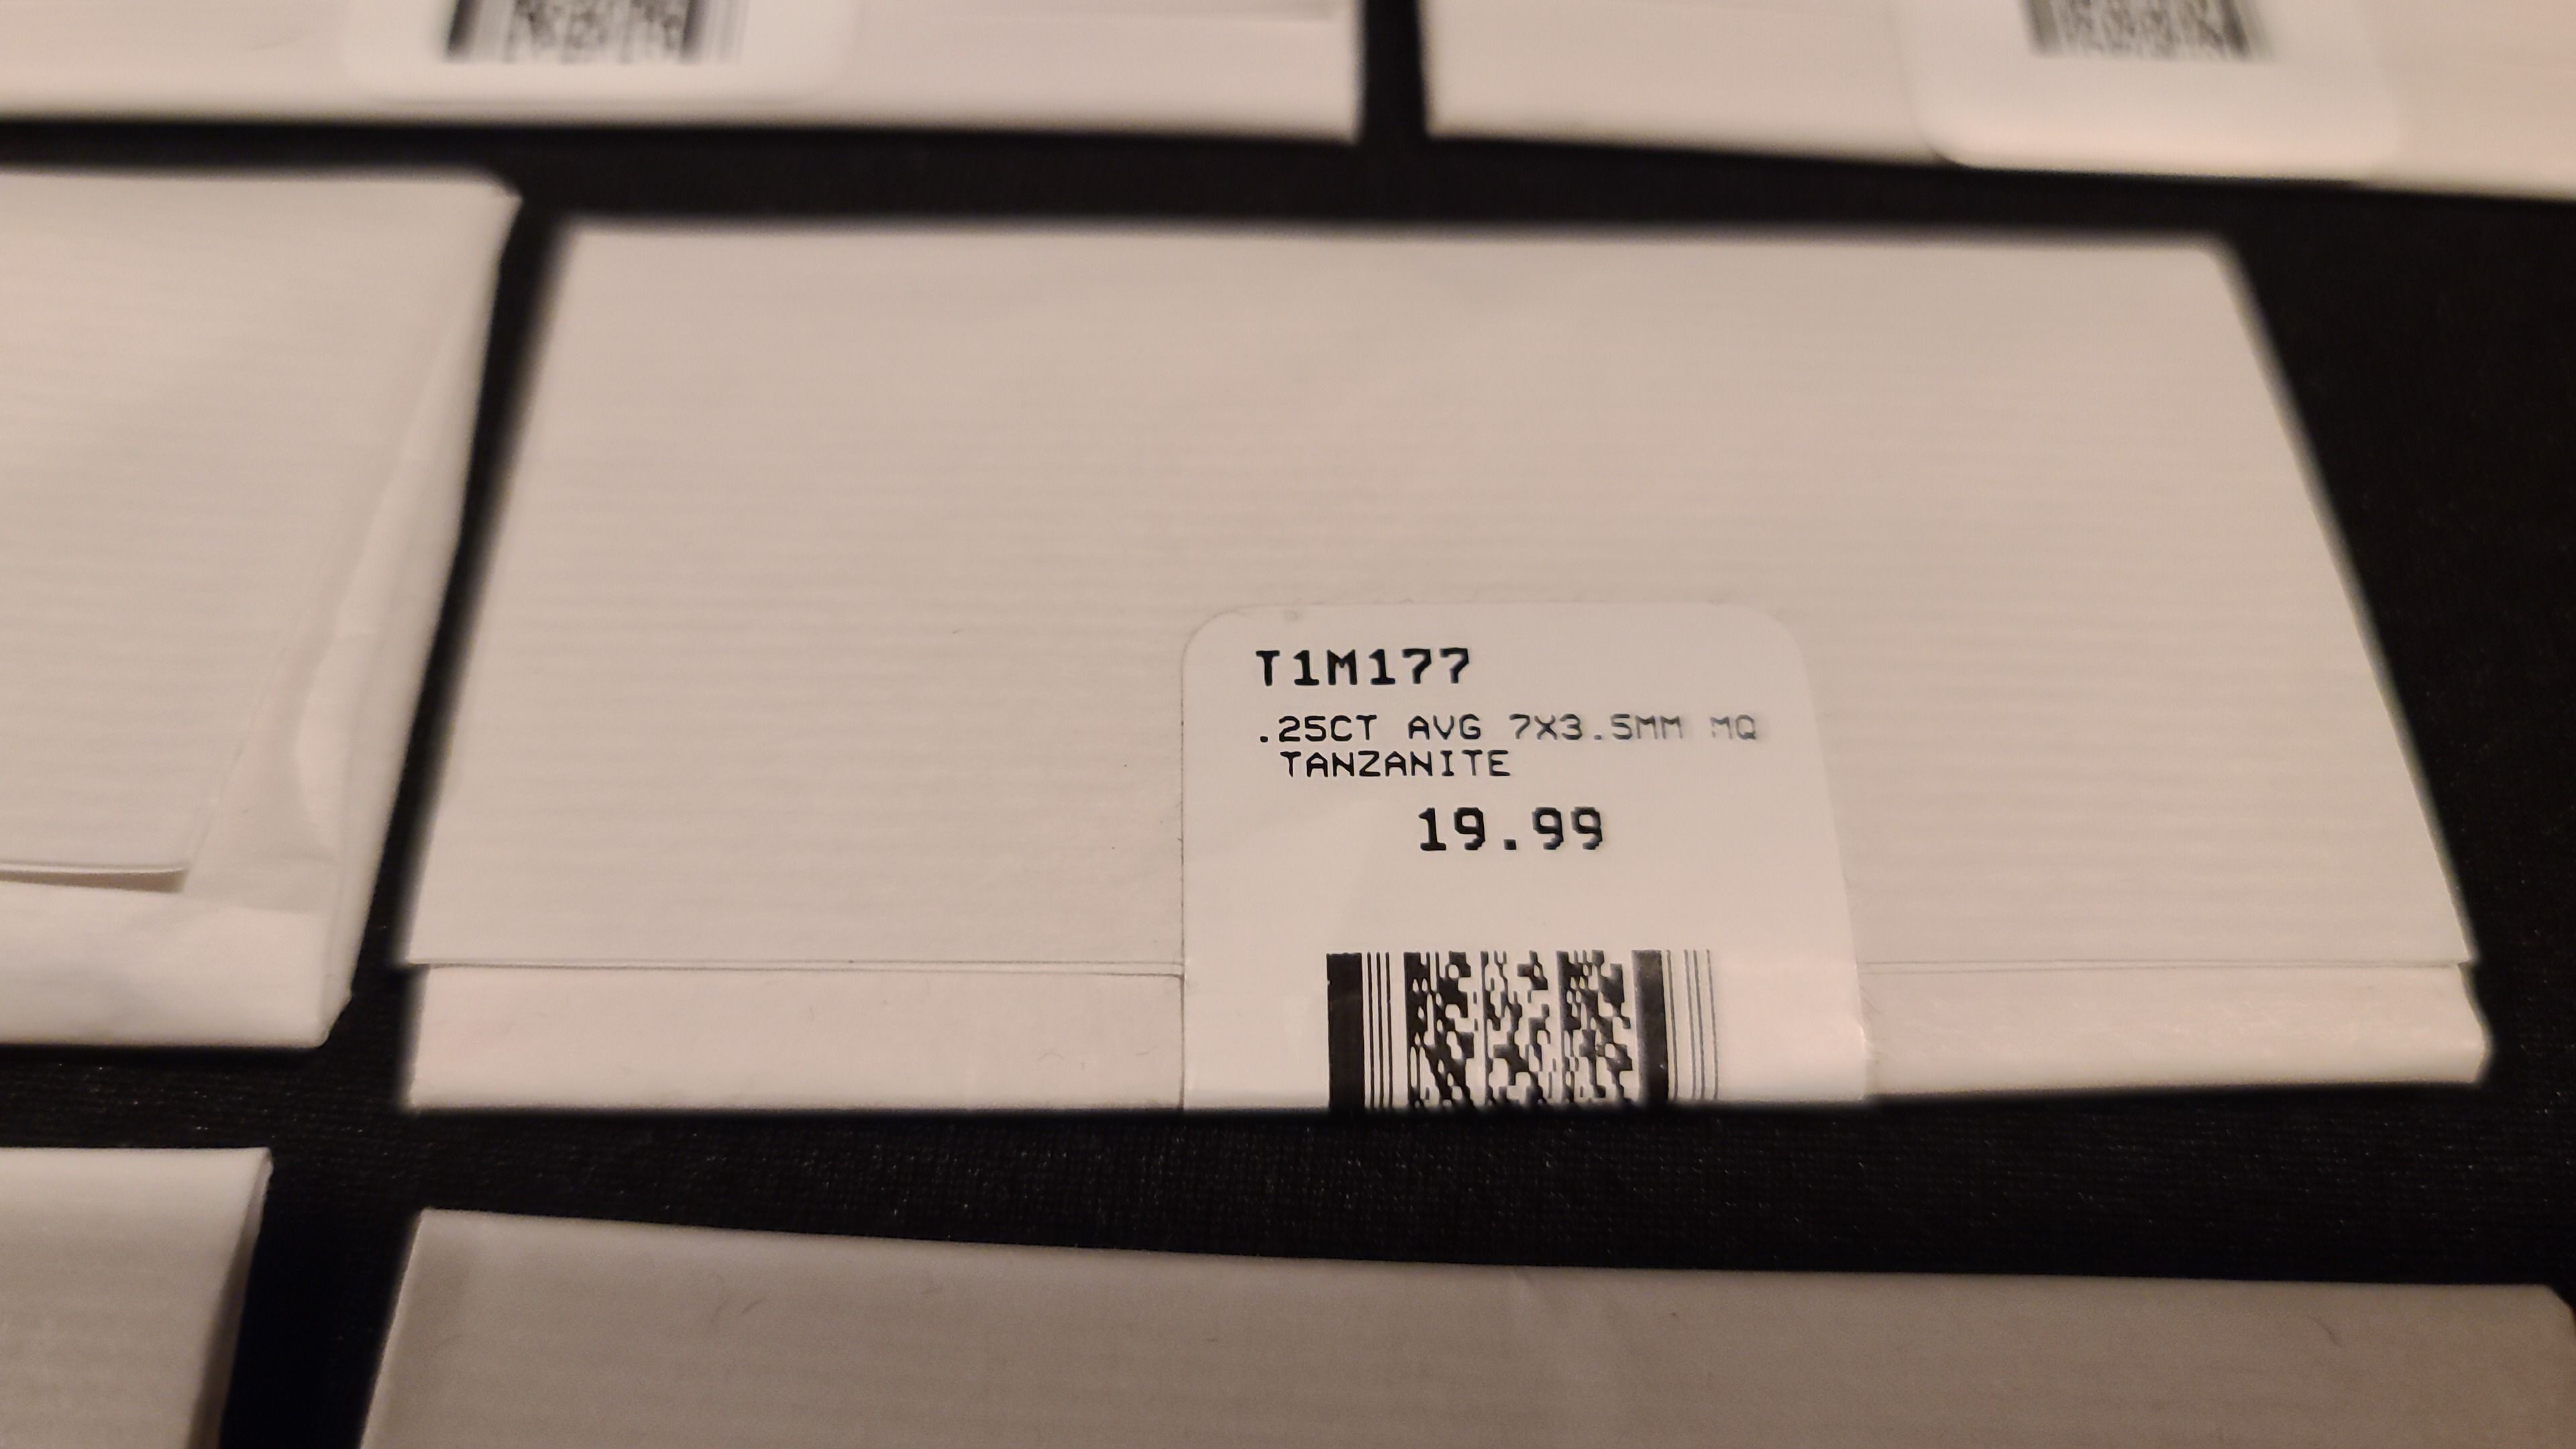 T1M177
.25CT AVG 7X3.5MM MQ
TANZANITE
19.99